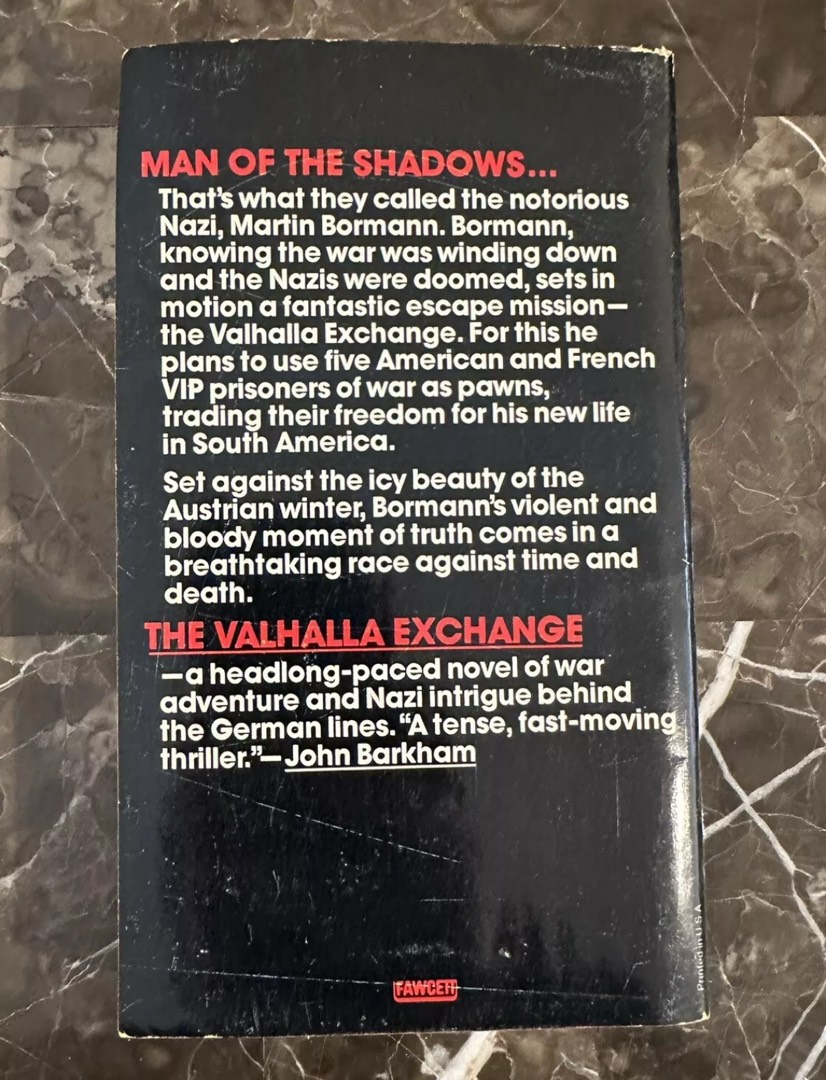 MAN OF THE SHADOWS...
That's what they called the notorious
Nazi, Martin Bormann. Bormann,
knowing the war was winding down
and the Nazis were doomed, sets in
motion a fantastic escape mission—
the Valhalla Exchange. For this he
plans to use five American and French
VIP prisoners of war as pawns,
trading their freedom for his new life
in South America.
Set against the icy beauty of the
Austrian winter, Bormann's violent and
bloody moment of truth comes in a
breathtaking race against time and
death.
THE VALHALLA EXCHANGE
—a headlong-paced novel of war
adventure and Nazi intrigue behind
the German lines. “A tense, fast-moving
thriller.”—John Barkham
FAWCETT
Printed in U.S.A.